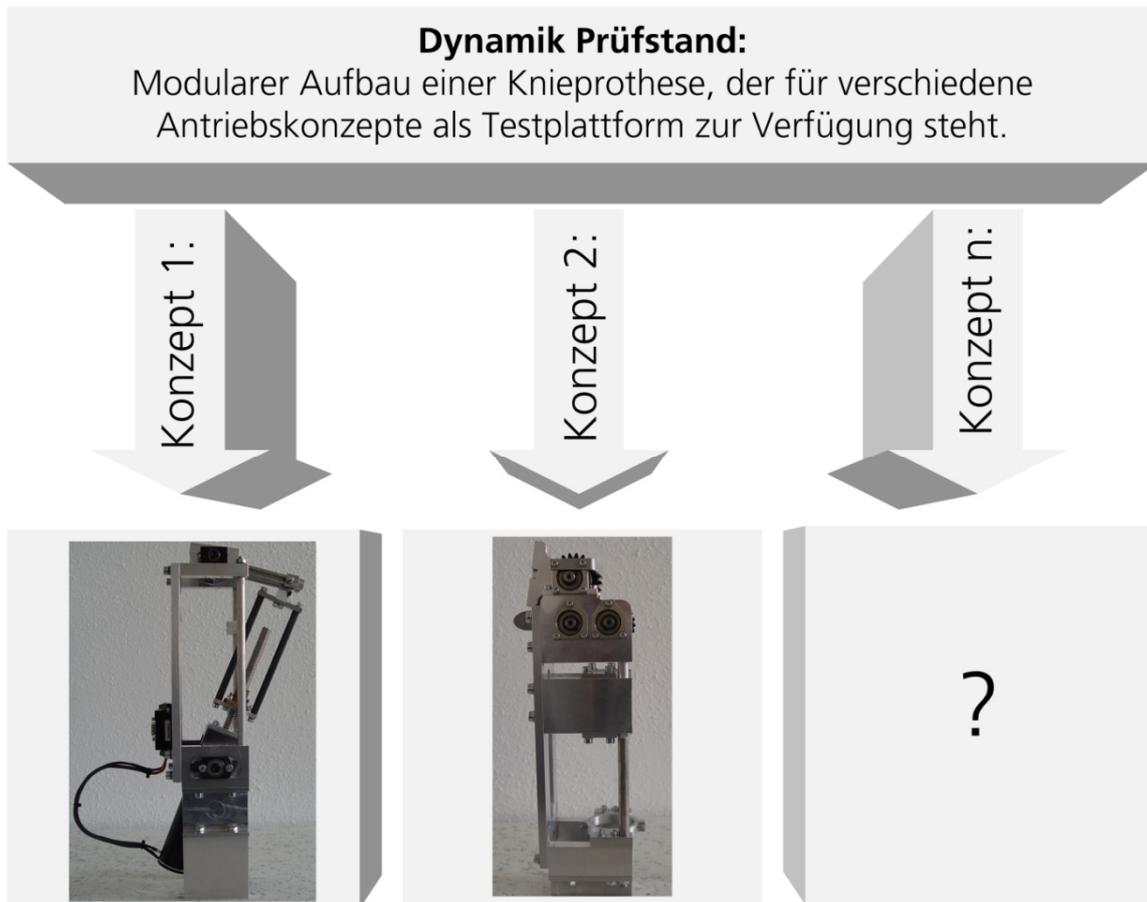 Dynamik Prüfstand:
Modularer Aufbau einer Knieprothese, der für verschiedene
Antriebskonzepte als Testplattform zur Verfügung steht.
Konzept 1:
Konzept 2:
Konzept n:
?